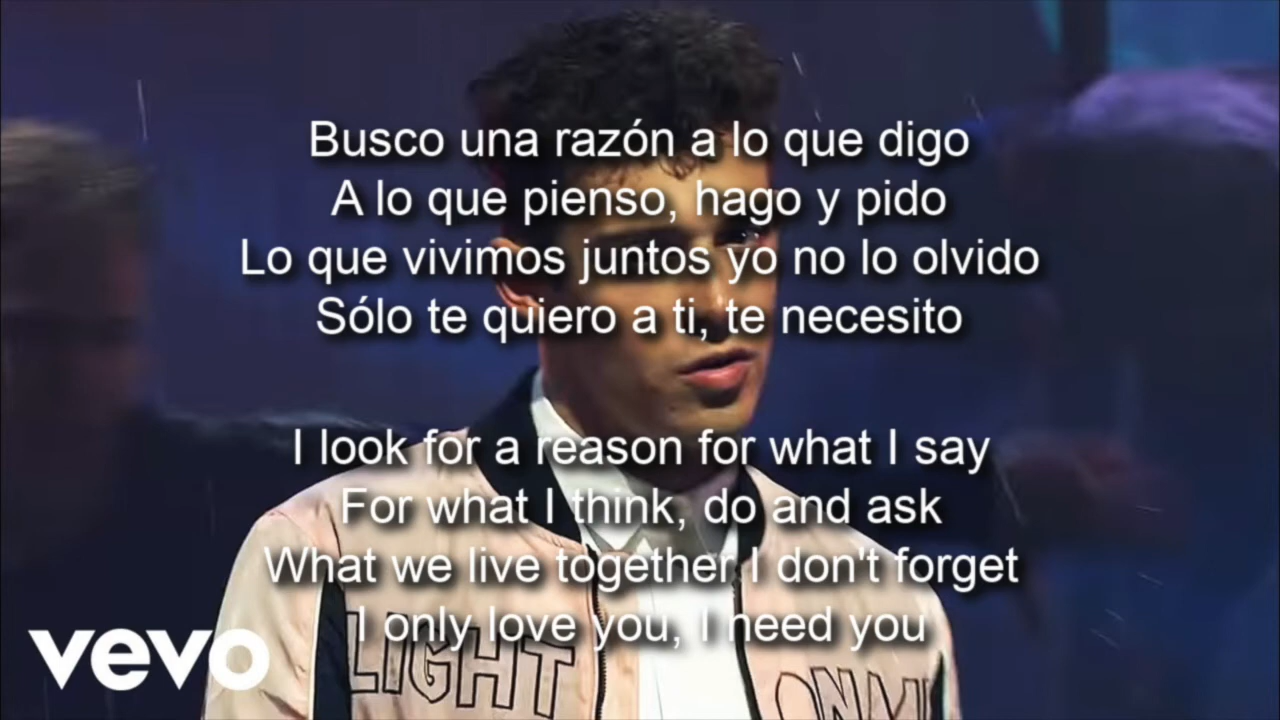 Busco una razón a lo que digo
A lo que pienso, hago y pido
Lo que vivimos juntos yo no lo olvido
Sólo te quiero a ti, te necesito
I look for a reason for what I say
For what I think, do and ask
What we live together I don't forget
I only love you, I need you
LIGHT
vevo